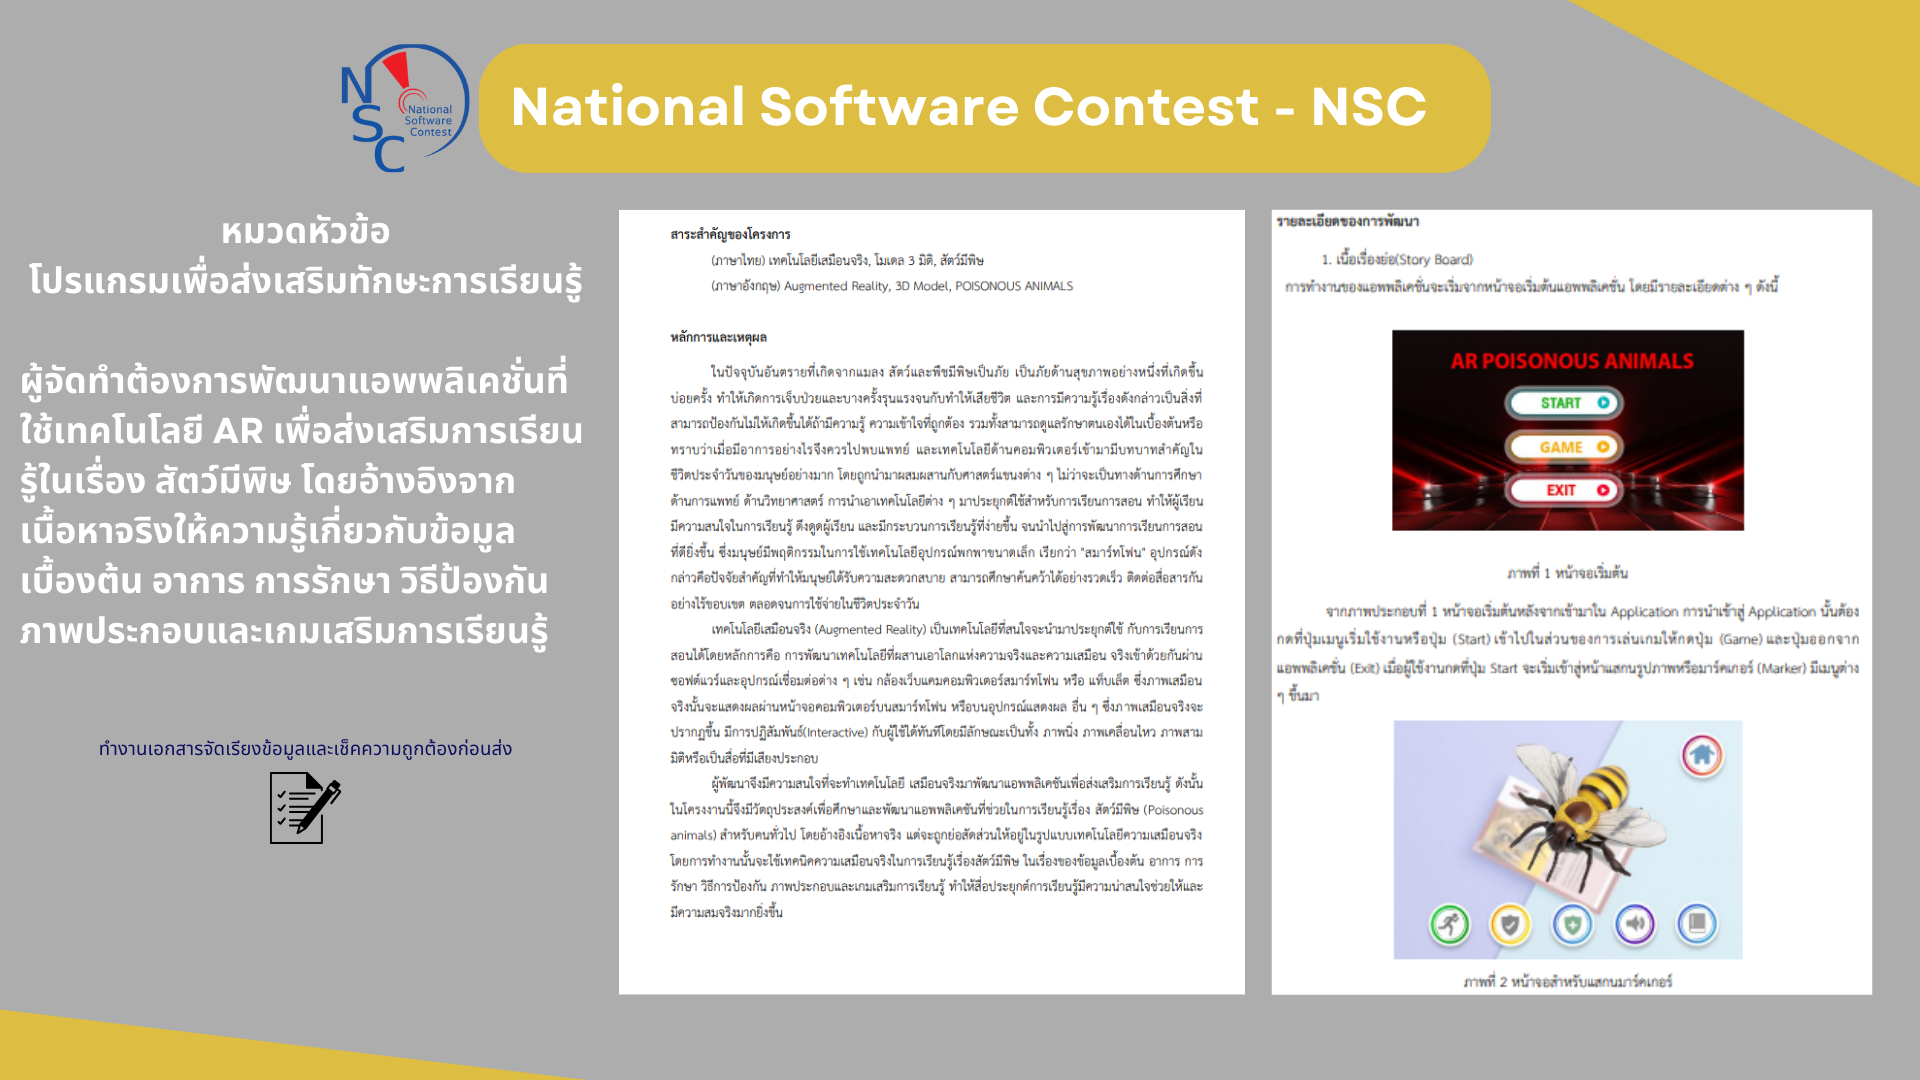 NSC
National
Software
Contest
National Software Contest - NSC
หมวดหัวข้อ
โปรแกรมเพื่อส่งเสริมทักษะการเรียนรู้
ผู้จัดทำต้องการพัฒนาแอพพลิเคชั่นที่
ใช้เทคโนโลยี AR เพื่อส่งเสริมการเรียน
รู้ในเรื่อง สัตว์มีพิษ โดยอ้างอิงจาก
เนื้อหาจริงให้ความรู้เกี่ยวกับข้อมูล
เบื้องต้น อาการ การรักษา วิธีป้องกัน
ภาพประกอบและเกมเสริมการเรียนรู้
ทำงานเอกสารจัดเรียงข้อมูลและเช็คความถูกต้องก่อนส่ง
สาระสำคัญของโครงการ
(ภาษาไทย) เทคโนโลยีเสมือนจริง, โมเดล 3 มิติ, สัตว์มีพิษ
(ภาษาอังกฤษ) Augmented Reality, 3D Model, POISONOUS ANIMALS
หลักการและเหตุผล
ในปัจจุบันอันตรายที่เกิดจากแมลง สัตว์และพืชมีพิษเป็นภัย เป็นภัยด้านสุขภาพอย่างหนึ่งที่เกิดขึ้น
บ่อยครั้ง ทำให้เกิดการเจ็บป่วยและบางครั้งรุนแรงจนกับทำให้เสียชีวิต และการมีความรู้เรื่องดังกล่าวเป็นสิ่งที่
สามารถป้องกันไม่ให้เกิดขึ้นได้ถ้ามีความรู้ ความเข้าใจที่ถูกต้อง รวมทั้งสามารถดูแลรักษาตนเองได้ในเบื้องต้นหรือ
ทราบว่าเมื่อมีอาการอย่างไรจึงควรไปพบแพทย์ และเทคโนโลยีด้านคอมพิวเตอร์เข้ามามีบทบาทสำคัญใน
ชีวิตประจำวันของมนุษย์อย่างมาก โดยถูกนำมาผสมผสานกับศาสตร์แขนงต่าง ๆ ไม่ว่าจะเป็นทางด้านการศึกษา
ด้านการแพทย์ ด้านวิทยาศาสตร์ การนำเอาเทคโนโลยีต่าง ๆ มาประยุกต์ใช้สำหรับการเรียนการสอน ทำให้ผู้เรียน
มีความสนใจในการเรียนรู้ ดึงดูดผู้เรียน และมีกระบวนการเรียนรู้ที่ง่ายขึ้น จนนำไปสู่การพัฒนาการเรียนการสอน
ที่ดียิ่งขึ้น ซึ่งมนุษย์มีพฤติกรรมในการใช้เทคโนโลยีอุปกรณ์พกพาขนาดเล็ก เรียกว่า "สมาร์ทโฟน" อุปกรณ์ดัง
กล่าวคือปัจจัยสำคัญที่ทำให้มนุษย์ได้รับความสะดวกสบาย สามารถศึกษาค้นคว้าได้อย่างรวดเร็ว ติดต่อสื่อสารกัน
อย่างไร้ขอบเขต ตลอดจนการใช้จ่ายในชีวิตประจำวัน
เทคโนโลยีเสมือนจริง (Augmented Reality) เป็นเทคโนโลยีที่สนใจจะนำมาประยุกต์ใช้ กับการเรียนการ
สอนได้โดยหลักการคือ การพัฒนาเทคโนโลยีที่ผสานเอาโลกแห่งความจริงและความเสมือน จริงเข้าด้วยกันผ่าน
ซอฟต์แวร์และอุปกรณ์เชื่อมต่อต่าง ๆ เช่น กล้องเว็บแคมคอมพิวเตอร์สมาร์ทโฟน หรือ แท็บเล็ต ซึ่งภาพเสมือน
จริงนั้นจะแสดงผลผ่านหน้าจอคอมพิวเตอร์บนสมาร์ทโฟน หรือบนอุปกรณ์แสดงผล อื่น ๆ ซึ่งภาพเสมือนจริงจะ
ปรากฏขึ้น มีการปฏิสัมพันธ์(Interactive) กับผู้ใช้ได้ทันทีโดยมีลักษณะเป็นทั้ง ภาพนิ่ง ภาพเคลื่อนไหว ภาพสาม
มิติหรือเป็นสื่อที่มีเสียงประกอบ
ผู้พัฒนาจึงมีความสนใจที่จะทำเทคโนโลยี เสมือนจริงมาพัฒนาแอพพลิเคชันเพื่อส่งเสริมการเรียนรู้ ดังนั้น
ในโครงงานนี้จึงมีวัตถุประสงค์เพื่อศึกษาและพัฒนาแอพพลิเคชันที่ช่วยในการเรียนรู้เรื่อง สัตว์มีพิษ (Poisonous
animals) สำหรับคนทั่วไป โดยอ้างอิงเนื้อหาจริง แต่จะถูกย่อสัดส่วนให้อยู่ในรูปแบบเทคโนโลยีความเสมือนจริง
โดยการทำงานนั้นจะใช้เทคนิคความเสมือนจริงในการเรียนรู้เรื่องสัตว์มีพิษ ในเรื่องของข้อมูลเบื้องต้น อาการ การ
รักษา วิธีการป้องกัน ภาพประกอบและเกมเสริมการเรียนรู้ ทำให้สื่อประยุกต์การเรียนรู้มีความน่าสนใจช่วยให้และ
มีความสมจริงมากยิ่งขึ้น
รายละเอียดของการพัฒนา
1. เนื้อเรื่องย่อ(Story Board)
การทำงานของแอพพลิเคชั่นจะเริ่มจากหน้าจอเริ่มต้นแอพพลิเคชั่น โดยมีรายละเอียดต่าง ๆ ดังนี้
AR POISONOUS ANIMALS
START
GAME
EXIT
ภาพที่ 1 หน้าจอเริ่มต้น
จากภาพประกอบที่ 1 หน้าจอเริ่มต้นหลังจากเข้ามาใน Application การนำเข้าสู่ Application นั้นต้อง
กดที่ปุ่มเมนูเริ่มใช้งานหรือปุ่ม (Start) เข้าไปในส่วนของการเล่นเกมให้กดปุ่ม (Game) และปุ่มออกจาก
แอพพลิเคชั่น (Exit) เมื่อผู้ใช้งานกดที่ปุ่ม Start จะเริ่มเข้าสู่หน้าแสกนรูปภาพหรือมาร์คเกอร์ (Marker) มีเมนูต่าง
ๆ ขึ้นมา
ภาพที่ 2 หน้าจอสำหรับแสกนมาร์คเกอร์